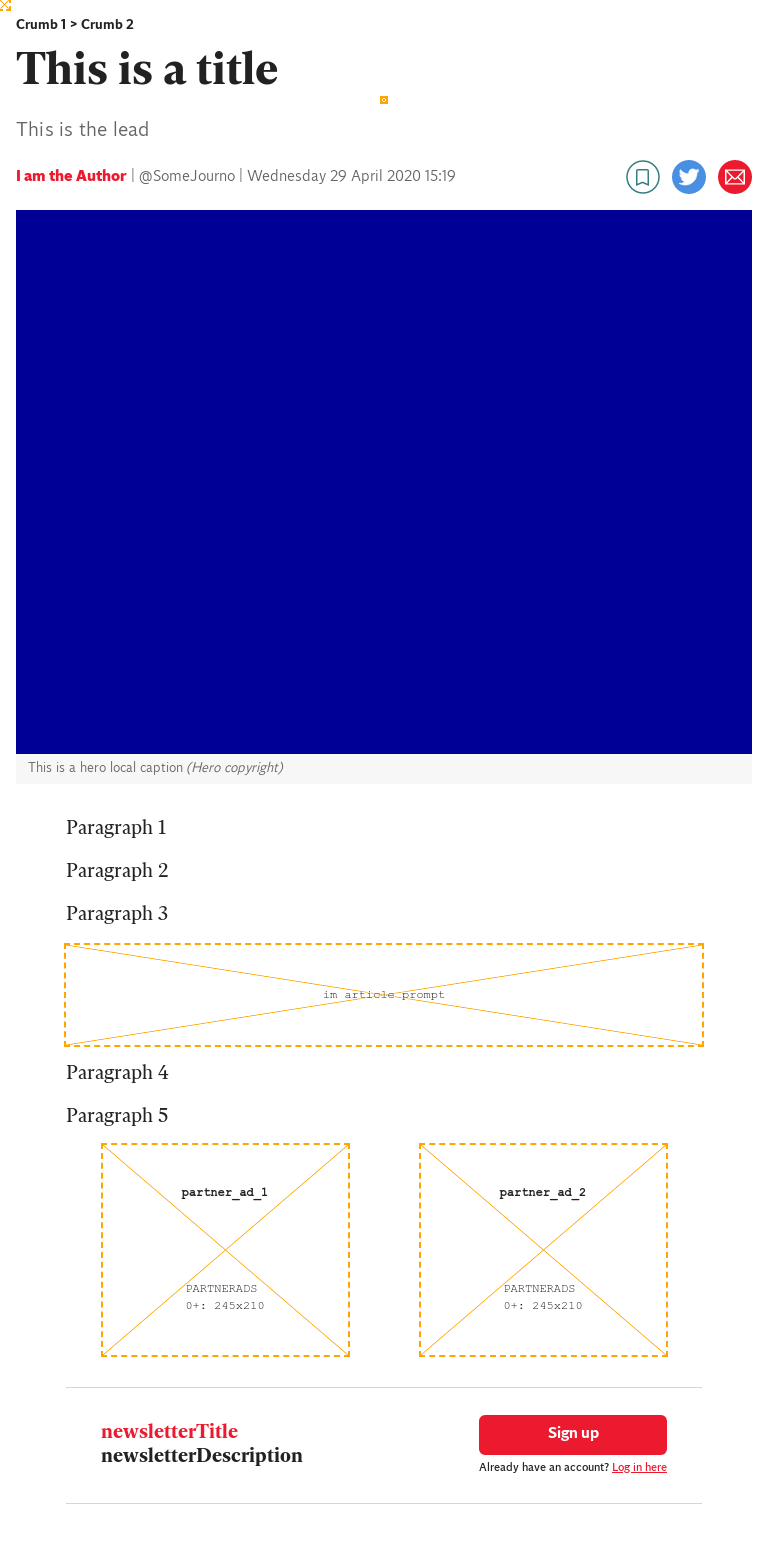 Crumb 1 > Crumb 2
This is a title
This is the lead
I am the Author | @SomeJourno | Wednesday 29 April 2020 15:19
This is a hero local caption (Hero copyright)
Paragraph 1
Paragraph 2
Paragraph 3
im article prompt
Paragraph 4
Paragraph 5
partner_ad_1
PARTNERADS
0+: 245x210
partner_ad_2
PARTNERADS
0+: 245x210
newsletterTitle
newsletterDescription
Sign up
Already have an account? Log in here